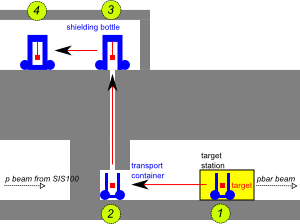 4
3
shielding bottle
transport
container
target
station
p beam from SIS100
target
pbar beam
2
1